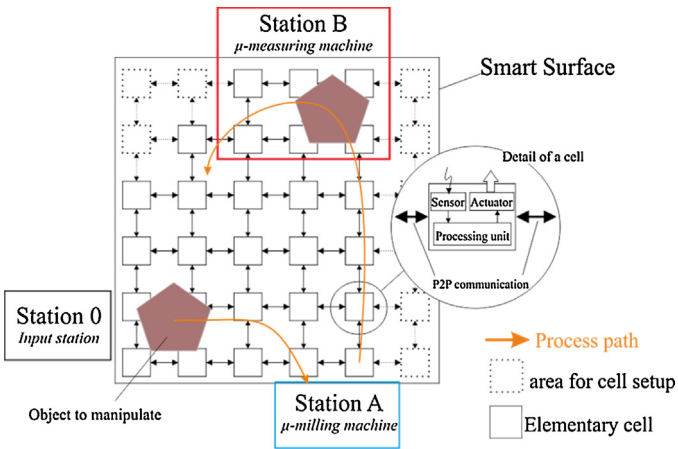 Station B
μ-measuring machine
Smart Surface
Detail of a cell
Sensor
Actuator
Processing unit
P2P communication
Station 0
Input station
Object to manipulate
Station A
μ-milling machine
Process path
area for cell setup
Elementary cell